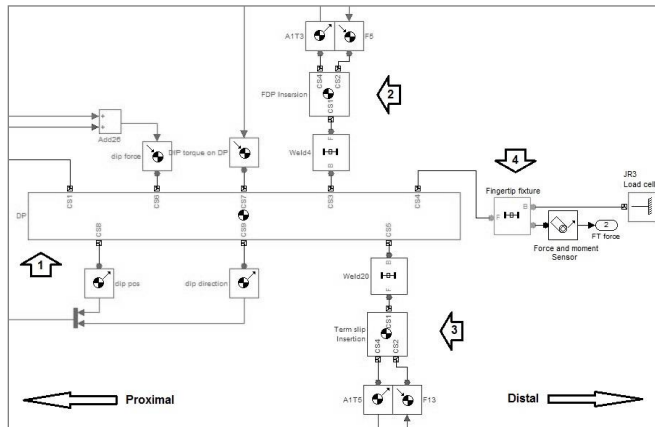 A1T3
F5
CS4
CS2
FDP Insersion
CS1
2
Add26
dip force
DIP torque on DP
F
Weld4
B
4
JR3
Load cell
Fingertip fixture
B
F
Force and moment
Sensor
2
FT force
CS1
CS6
CS7
CS3
CS4
DP
CS8
CS9
CS5
1
dip pos
dip direction
B
Weld20
F
Term slip
Insertion
CS1
CS4
CS2
3
Proximal
A1T5
F13
Distal